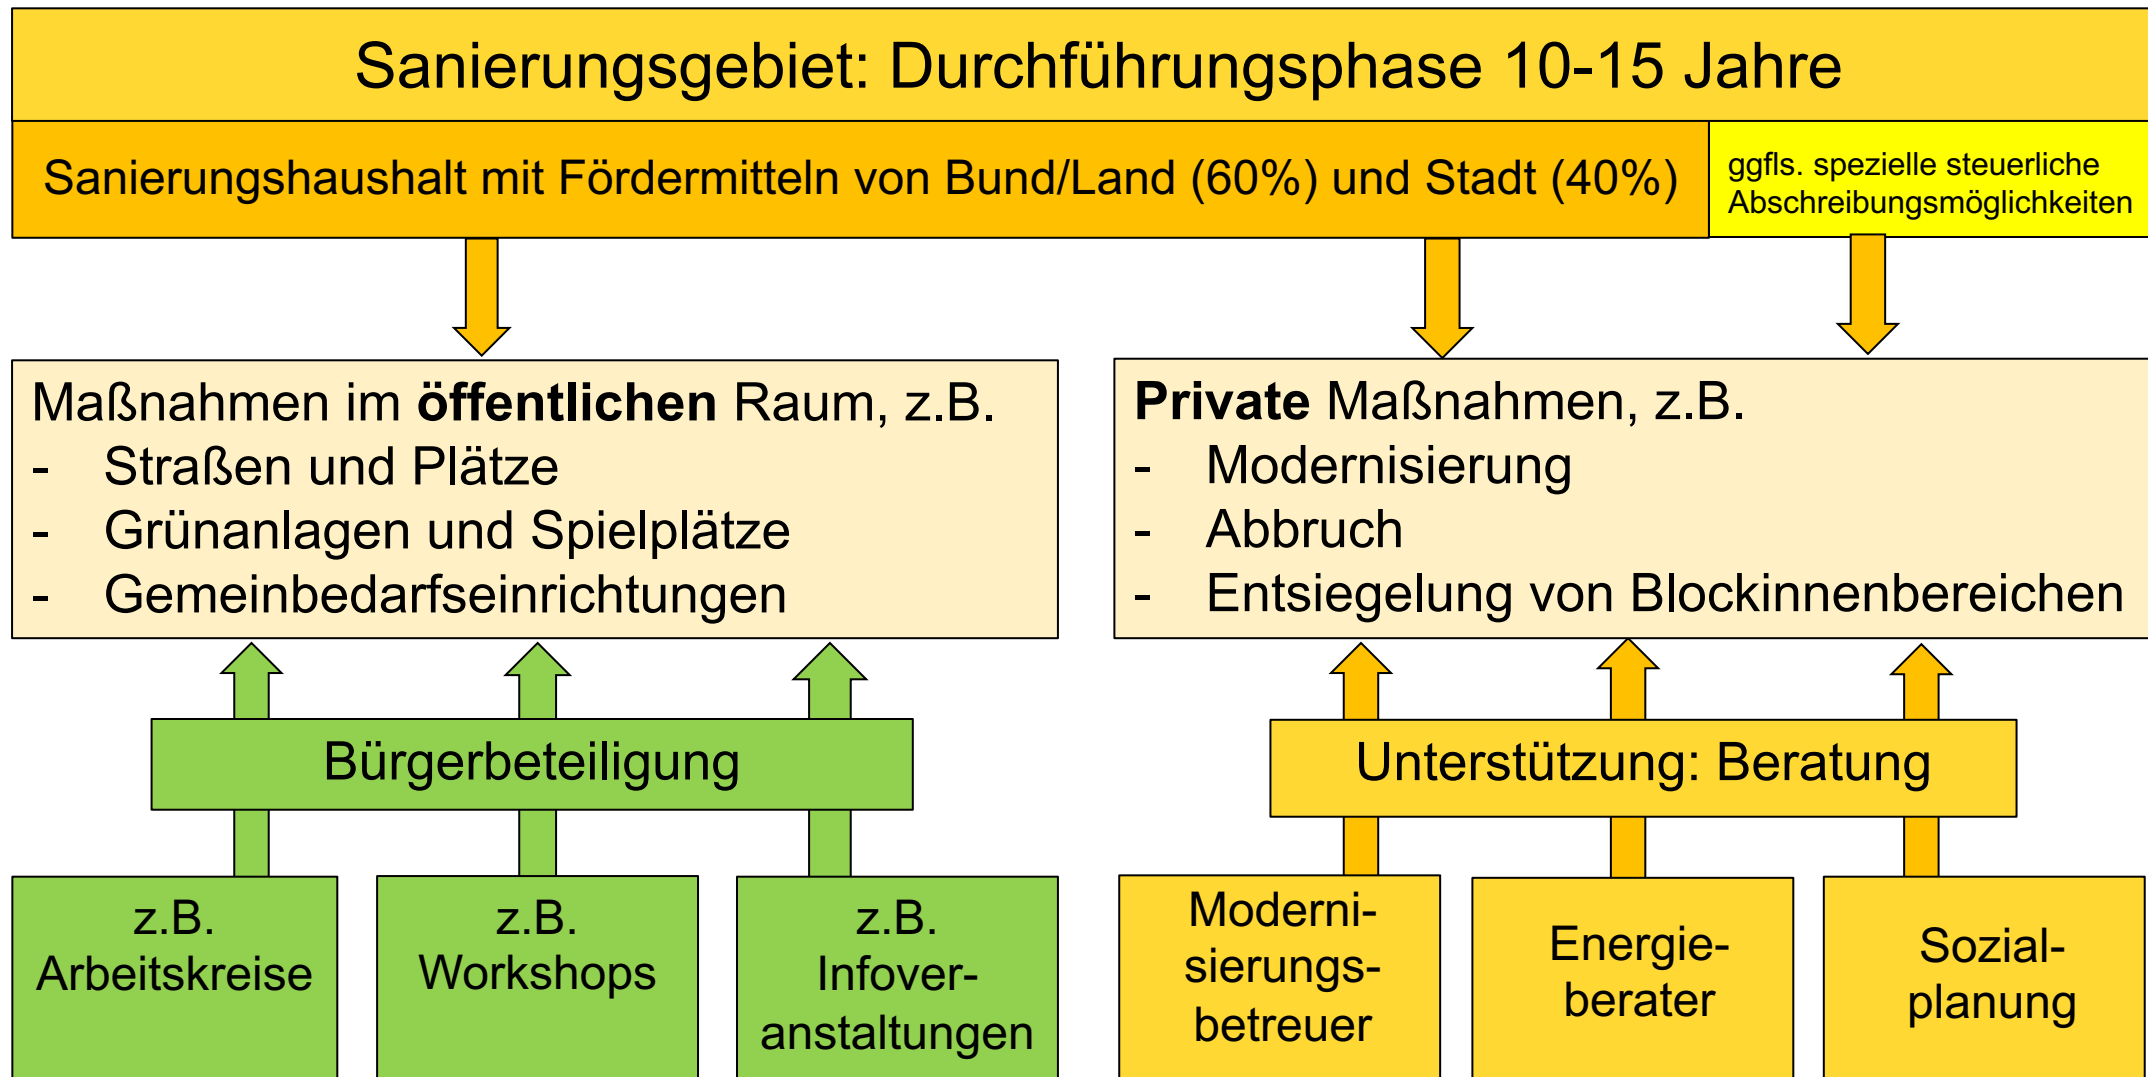 Sanierungsgebiet: Durchführungsphase 10-15 Jahre
Sanierungshaushalt mit Fördermitteln von Bund/Land (60%) und Stadt (40%)
ggfls. spezielle steuerliche
Abschreibungsmöglichkeiten
Maßnahmen im öffentlichen Raum, z.B.
- Straßen und Plätze
- Grünanlagen und Spielplätze
- Gemeinbedarfseinrichtungen
Private Maßnahmen, z.B.
- Modernisierung
- Abbruch
- Entsiegelung von Blockinnenbereichen
Bürgerbeteiligung
Unterstützung: Beratung
z.B.
Arbeitskreise
z.B.
Workshops
z.B.
Infover-
anstaltungen
Moderni-
sierungs-
betreuer
Energie-
berater
Sozial-
planung